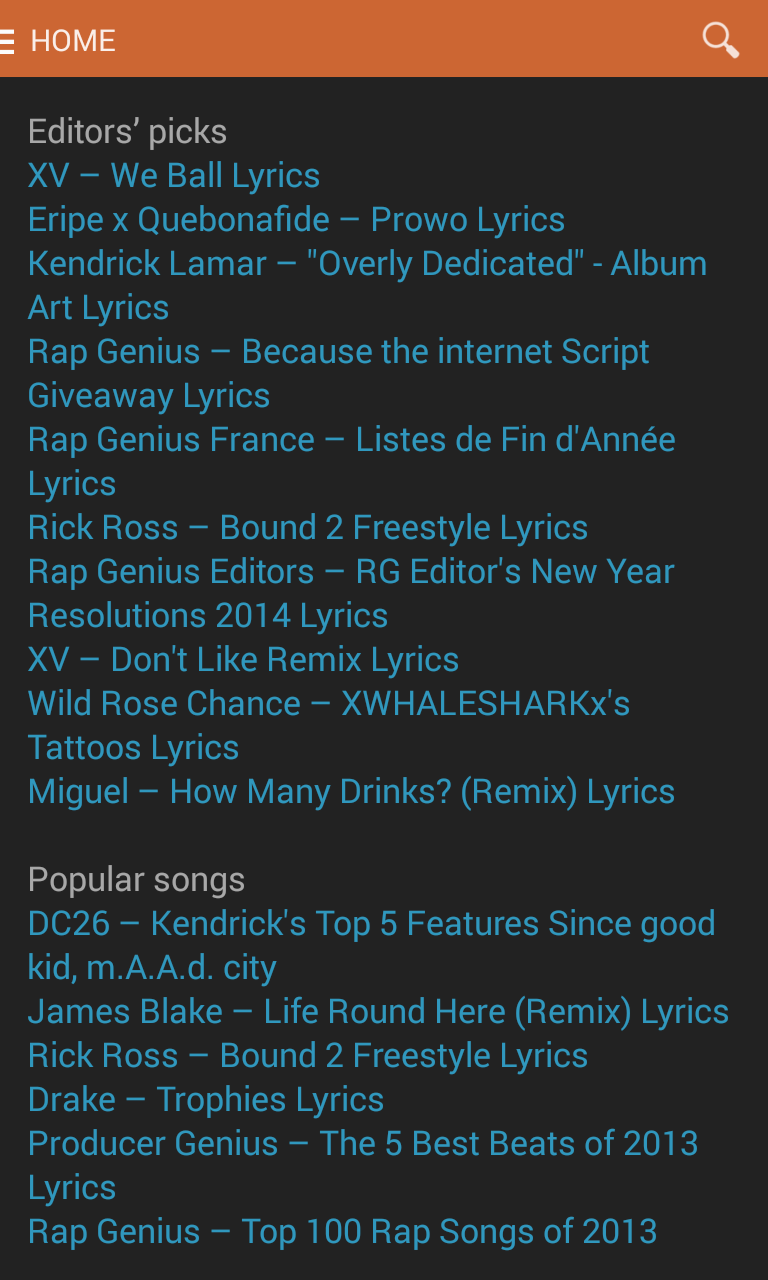 HOME
Editors’ picks
XV – We Ball Lyrics
Eripe x Quebonafide – Prowo Lyrics
Kendrick Lamar – "Overly Dedicated" - Album
Art Lyrics
Rap Genius – Because the internet Script
Giveaway Lyrics
Rap Genius France – Listes de Fin d'Année
Lyrics
Rick Ross – Bound 2 Freestyle Lyrics
Rap Genius Editors – RG Editor's New Year
Resolutions 2014 Lyrics
XV – Don't Like Remix Lyrics
Wild Rose Chance – XWHALESHARKx's
Tattoos Lyrics
Miguel – How Many Drinks? (Remix) Lyrics
Popular songs
DC26 – Kendrick's Top 5 Features Since good
kid, m.A.A.d. city
James Blake – Life Round Here (Remix) Lyrics
Rick Ross – Bound 2 Freestyle Lyrics
Drake – Trophies Lyrics
Producer Genius – The 5 Best Beats of 2013
Lyrics
Rap Genius – Top 100 Rap Songs of 2013